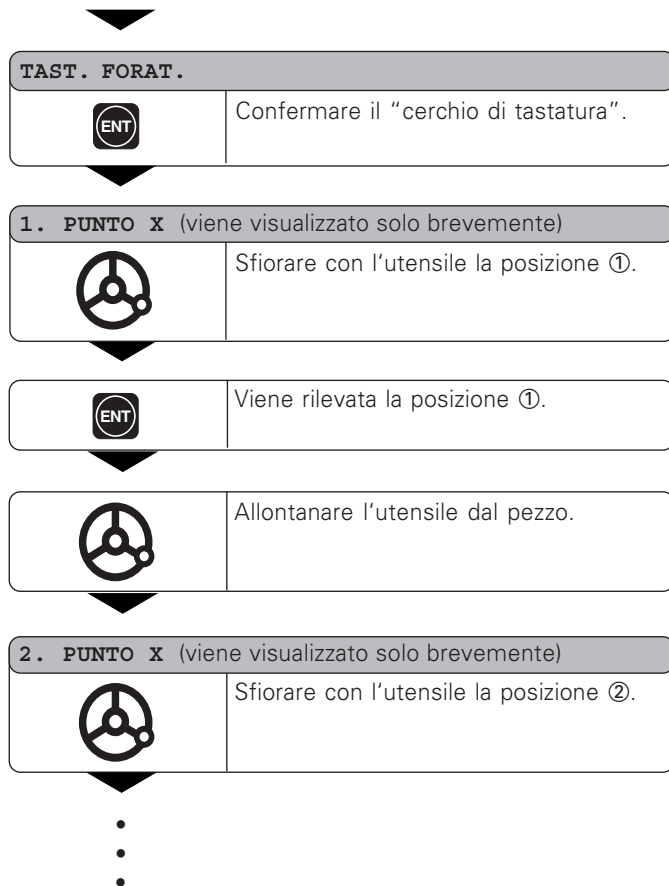 TAST. FORAT.
ENT
Confermare il “cerchio di tastatura”.
1. PUNTO X (viene visualizzato solo brevemente)
Sfiorare con l’utensile la posizione ①.
ENT
Viene rilevata la posizione ①.
Allontanare l’utensile dal pezzo.
2. PUNTO X (viene visualizzato solo brevemente)
Sfiorare con l’utensile la posizione ②.